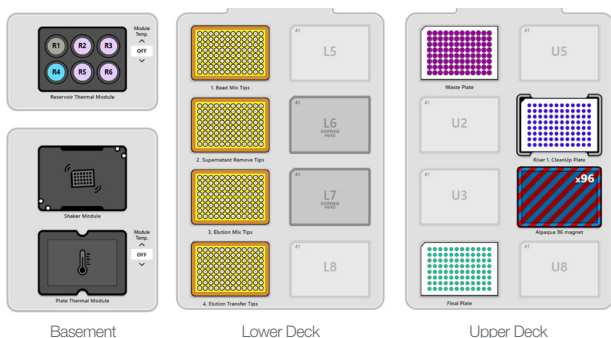 R1 R2 R3
R4 R5 R6
Module
Temp.
OFF
Reservoir Thermal Module
Shaker Module
Module
Temp.
OFF
Plate Thermal Module
Basement
1. Bead Mix Tips
A1
L5
2. Supernatant Remove Tips
A1
L6
DISPENSE
HEAD
3. Elution Mix Tips
A1
L7
DISPENSE
HEAD
4. Elution Transfer Tips
A1
L8
Lower Deck
Waste Plate
A1
U5
A1
U2
Riser 1, CleanUp Plate
A1
U3
x96
Alpaqua 96 magnet
Final Plate
A1
U8
Upper Deck